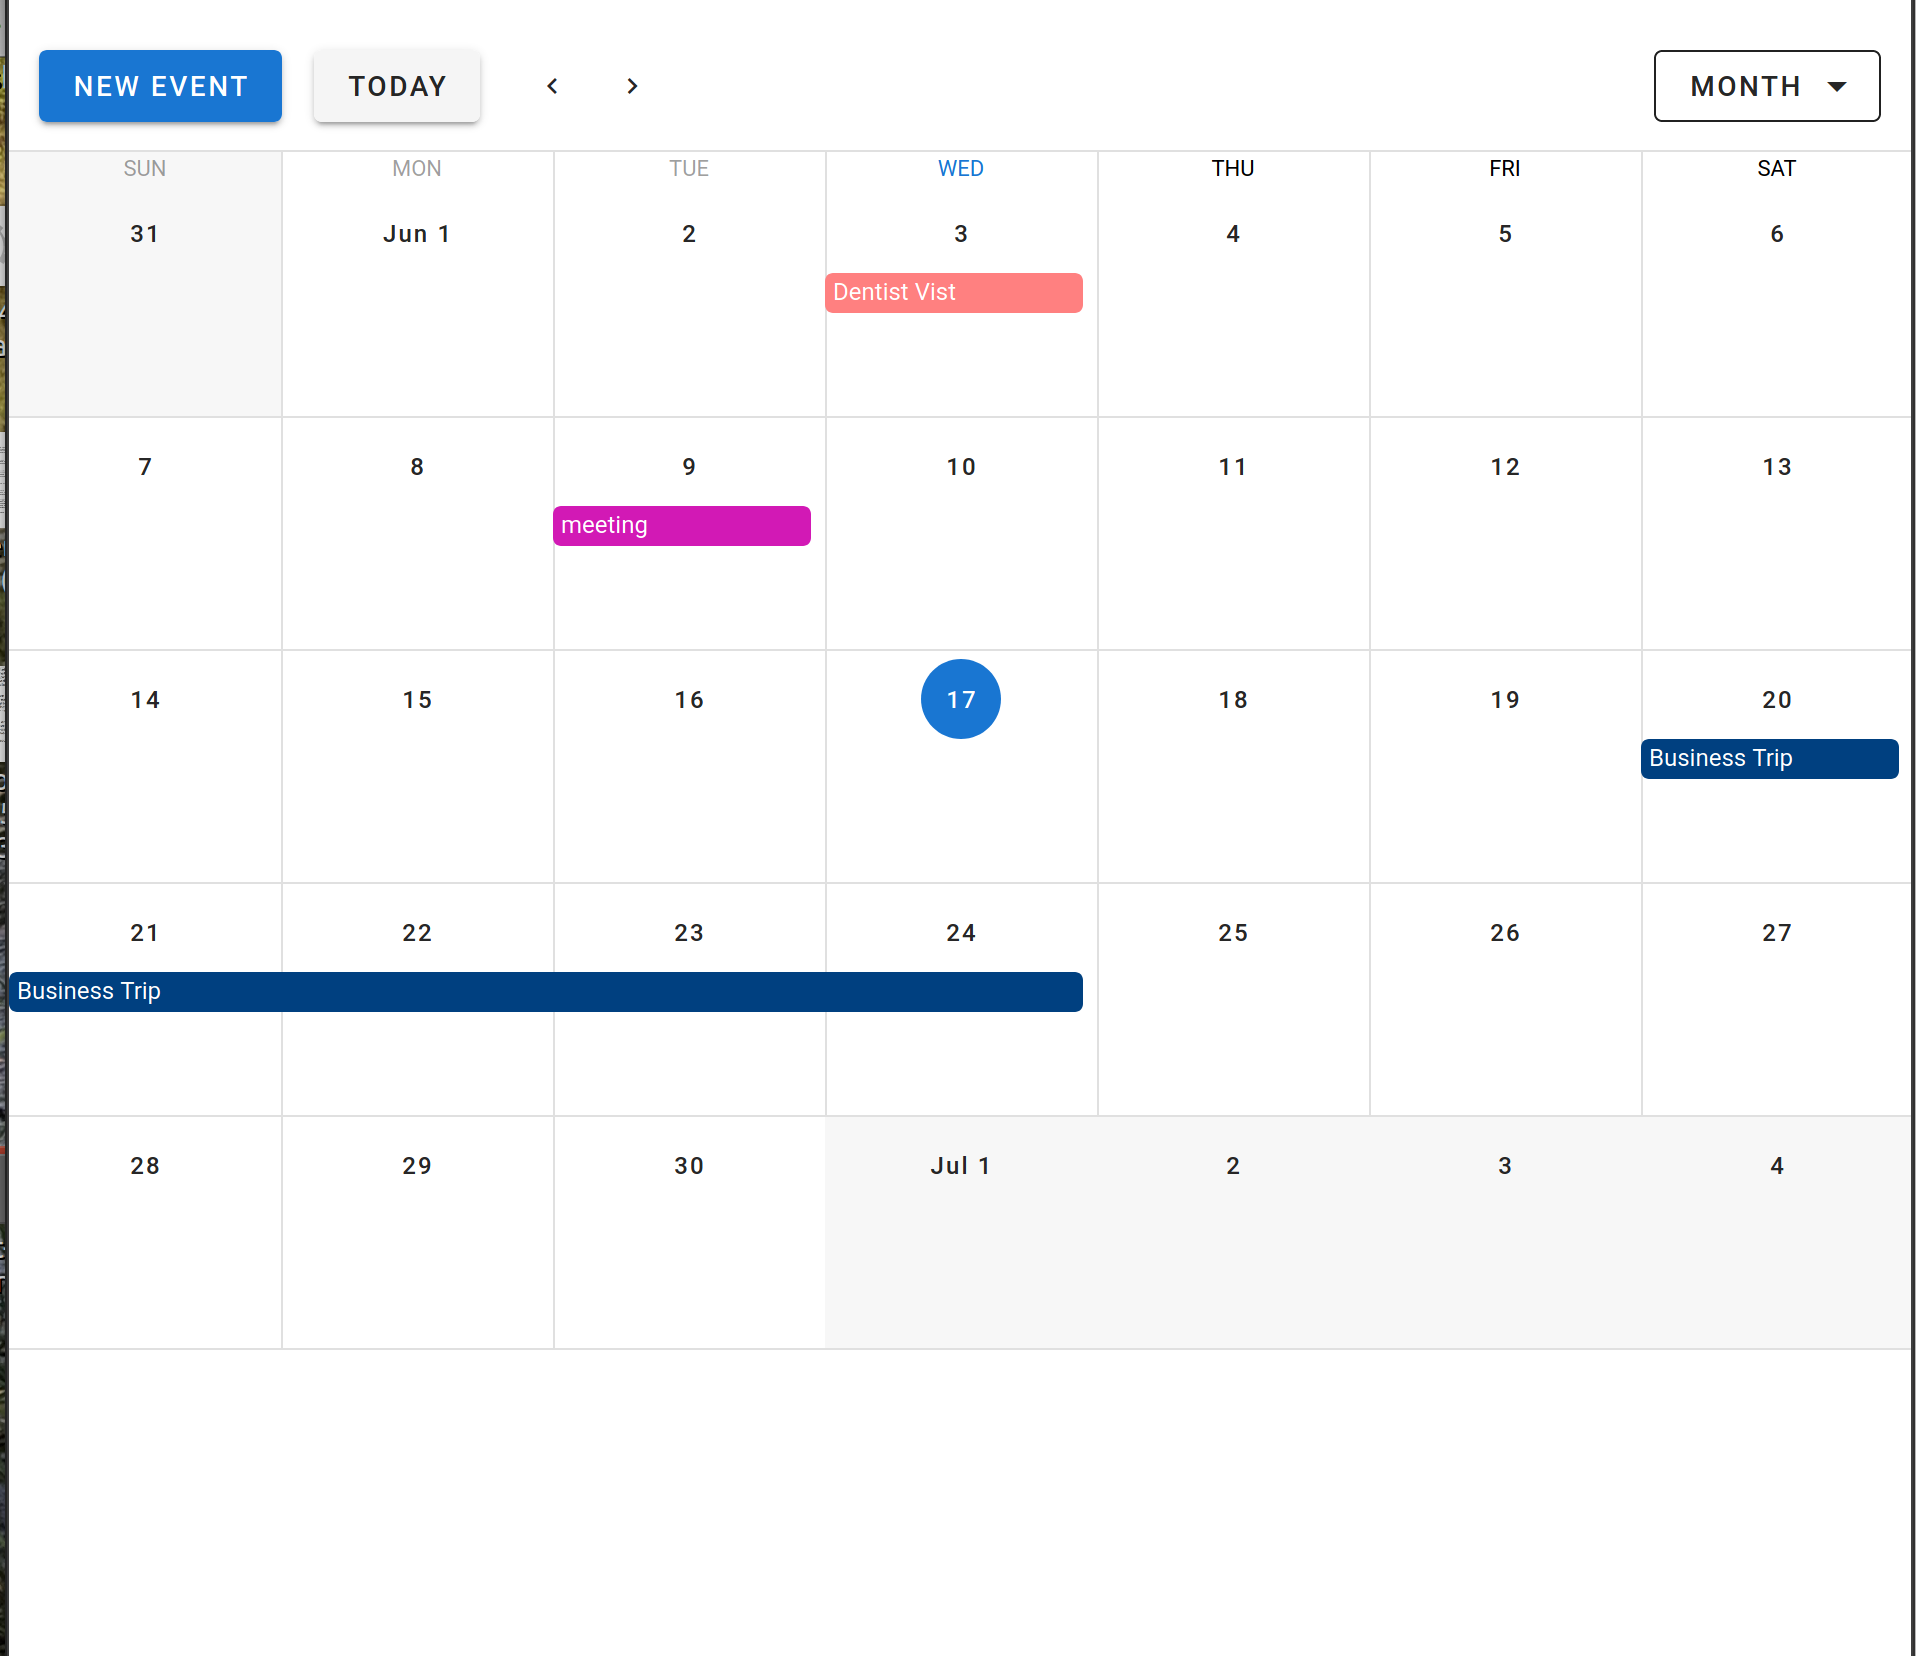 NEW EVENT TODAY MONTH
SUN MON TUE WED THU FRI SAT
31 Jun 1 2 3 4 5 6
Dentist Vist
7 8 9 10 11 12 13
meeting
14 15 16 17 18 19 20
Business Trip
21 22 23 24 25 26 27
Business Trip
28 29 30 Jul 1 2 3 4